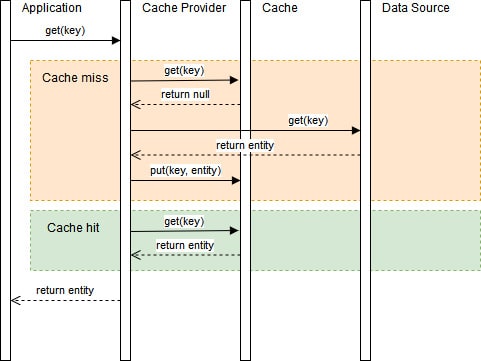 Application
Cache Provider
Cache
Data Source
get(key)
Cache miss
get(key)
return null
get(key)
return entity
put(key, entity)
Cache hit
get(key)
return entity
return entity